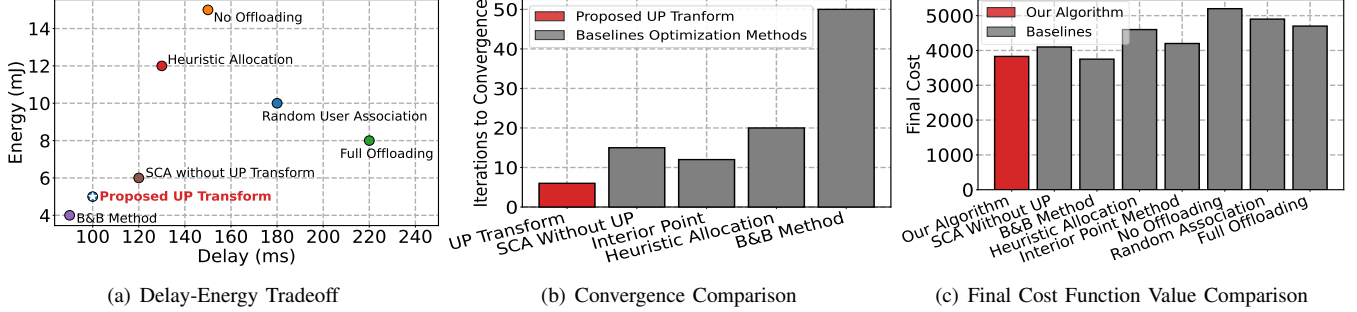 Energy (mJ)
14
12
10
8
6
4
No Offloading
Heuristic Allocation
Random User Association
Full Offloading
SCA without UP Transform
Proposed UP Transform
B&B Method
100 120 140 160 180 200 220 240
Delay (ms)
(a) Delay-Energy Tradeoff
Iterations to Convergence
50
40
30
20
10
0
Proposed UP Tranform
Baselines Optimization Methods
UP Transform
SCA Without UP
Interior Point
Heuristic Allocation
B&B Method
(b) Convergence Comparison
Final Cost
5000
4000
3000
2000
1000
0
Our Algorithm
Baselines
Our Algorithm
SCA Without UP
B&B Method
Heuristic Allocation
Interior Point Method
No Offloading
Random Association
Full Offloading
(c) Final Cost Function Value Comparison